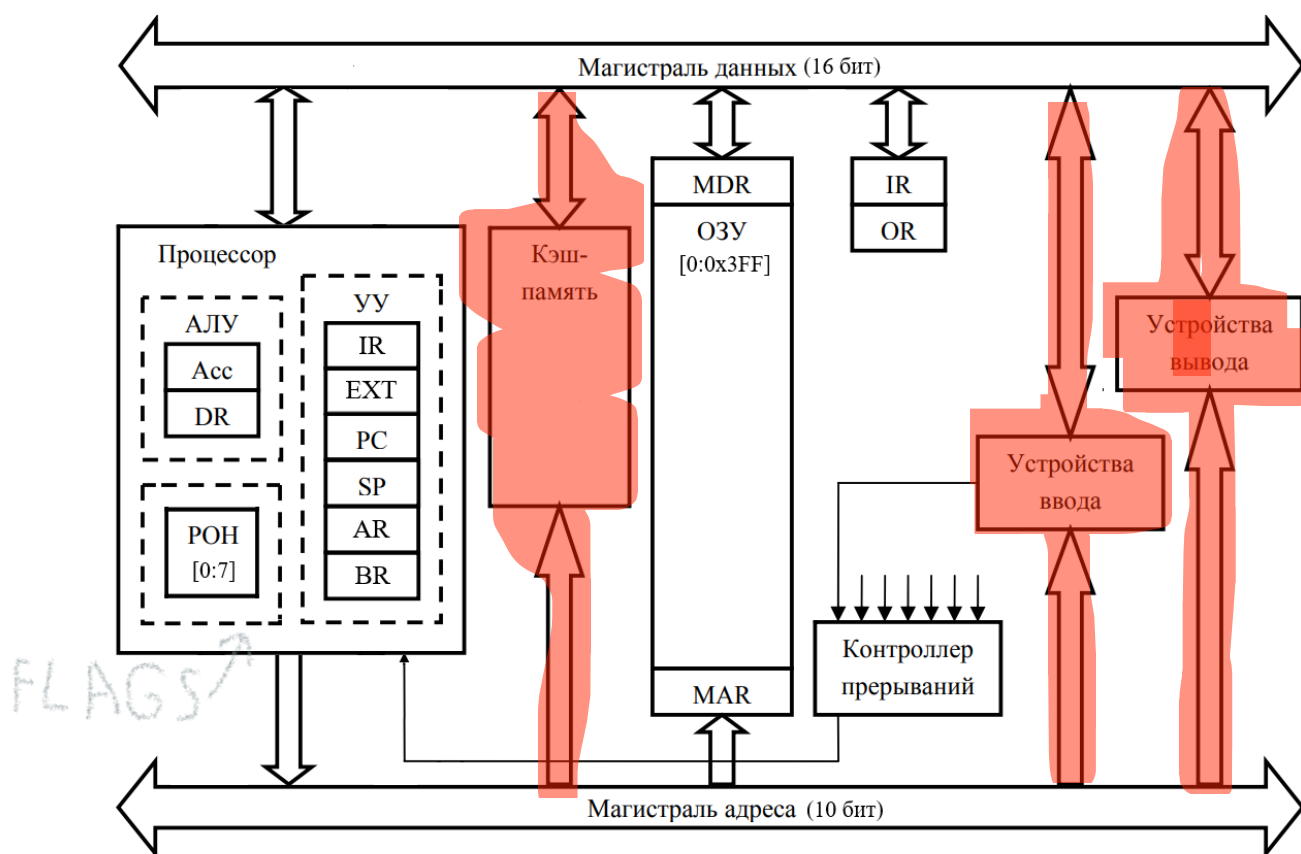 Магистраль данных (16 бит)
Процессор
АЛУ
Acc
DR
РОН
[0:7]
УУ
IR
EXT
PC
SP
AR
BR
FLAGS
Кэш-
память
MDR
ОЗУ
[0:0x3FF]
MAR
IR
OR
Контроллер
прерываний
Устройства
ввода
Устройства
вывода
Магистраль адреса (10 бит)